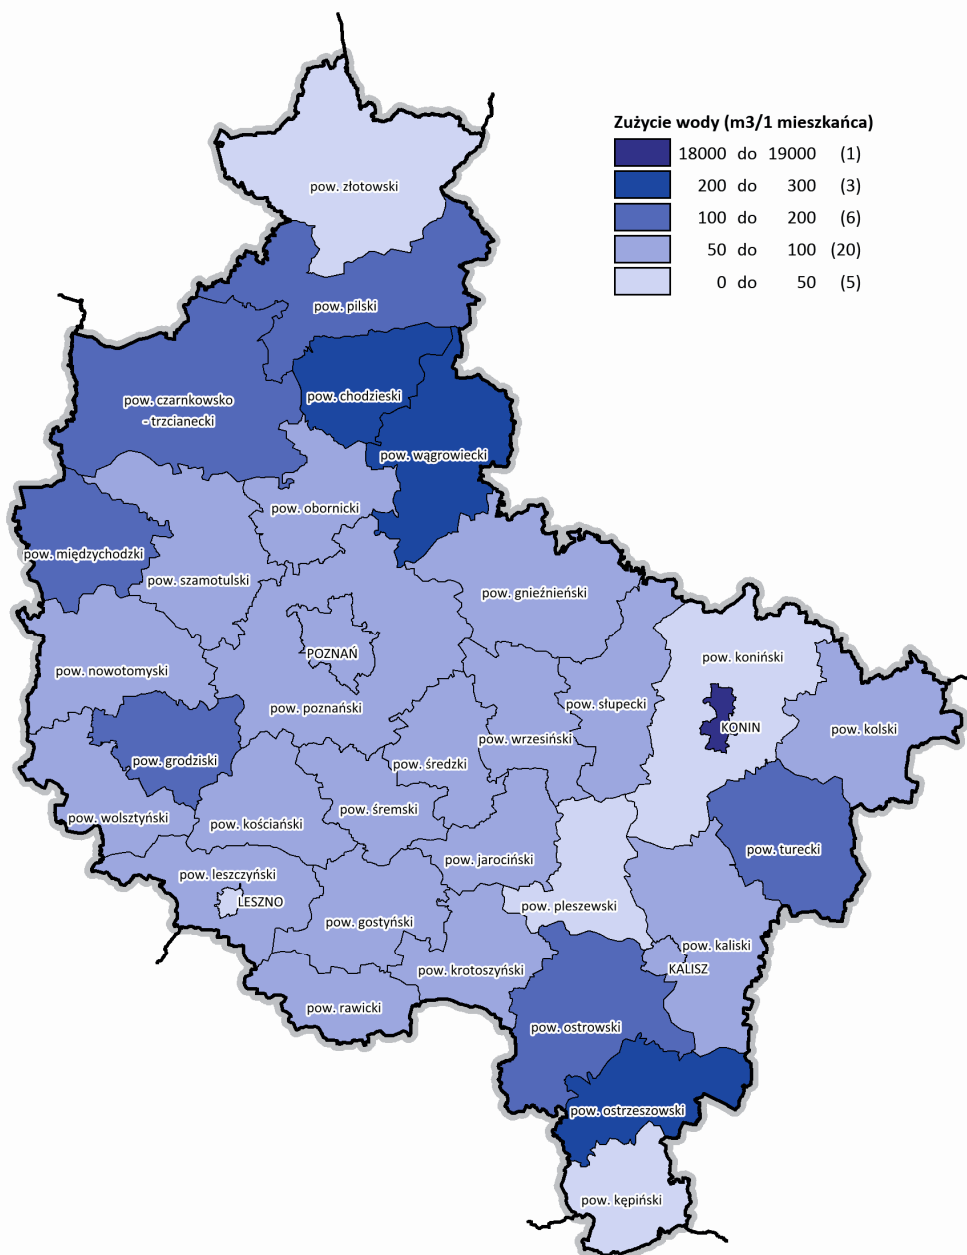 Zużycie wody (m3/1 mieszkańca)
18000 do 19000 (1)
200 do 300 (3)
100 do 200 (6)
50 do 100 (20)
0 do 50 (5)
pow. złotowski
pow. pilski
pow. chodzieski
pow. czarnkowsko
- trzcianecki
pow. wągrowiecki
pow. obornicki
pow. międzychodzki
pow. szamotulski
pow. gnieźnieński
POZNAŃ
pow. koniński
pow. nowotomyski
pow. słupecki
pow. poznański
KONIN
pow. kolski
pow. wrzesiński
pow. grodziski
pow. średzki
pow. śremski
pow. wolsztyński
pow. kościański
pow. turecki
pow. jarociński
pow. leszczyński
LESZNO
pow. pleszewski
pow. gostyński
pow. kaliski
KALISZ
pow. krotoszyński
pow. rawicki
pow. ostrowski
pow. ostrzeszowski
pow. kępiński